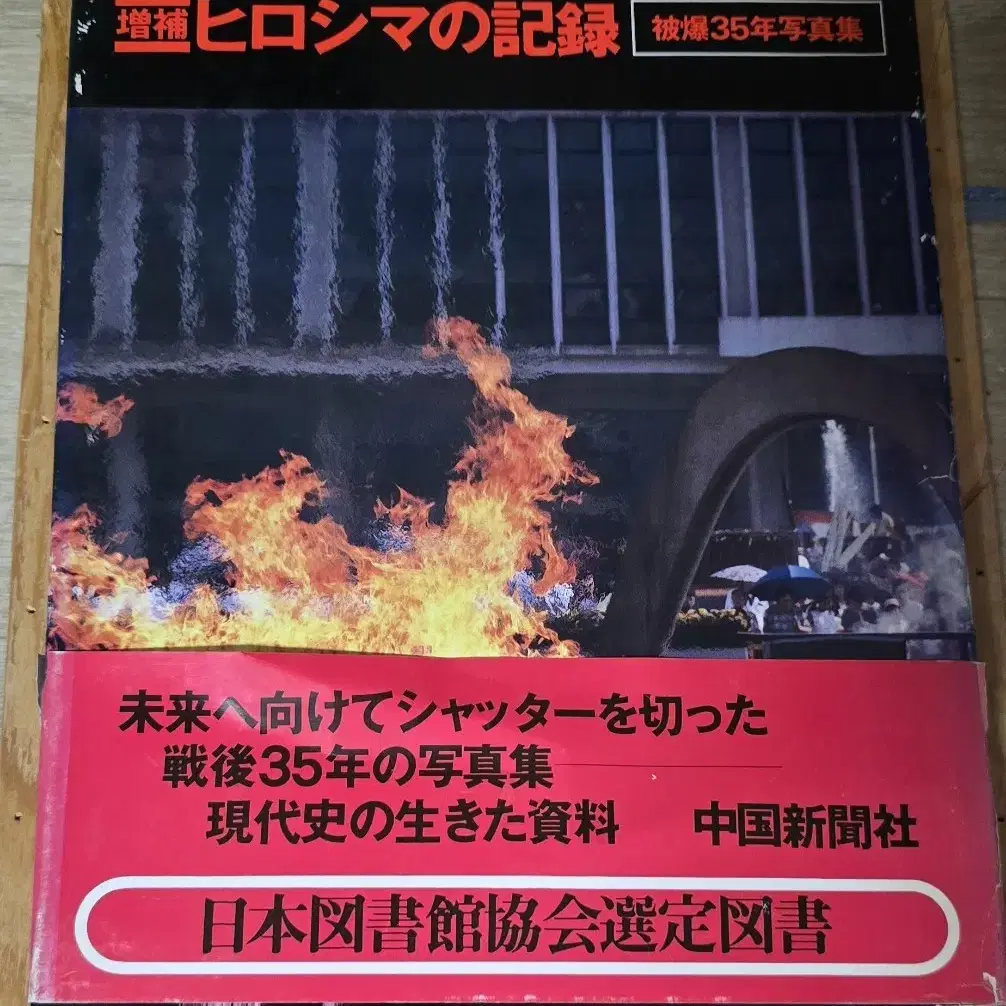 増補 ヒロシマの記録 被爆35年写真集
未来へ向けてシャッターを切った
戦後35年の写真集
現代史の生きた資料 中国新聞社
日本図書館協会選定図書